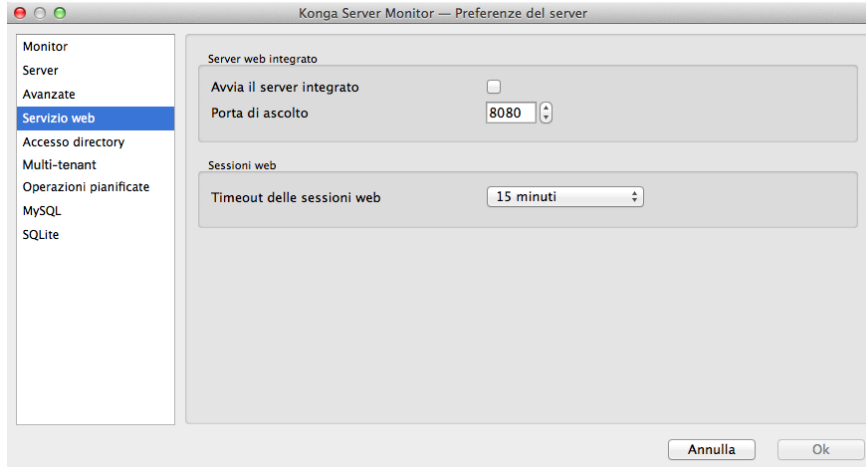 Konga Server Monitor — Preferenze del server
Monitor
Server
Avanzate
Servizio web
Accesso directory
Multi-tenant
Operazioni pianificate
MySQL
SQLite
Server web integrato
Avvia il server integrato
Porta di ascolto 8080
Sessioni web
Timeout delle sessioni web 15 minuti
Annulla Ok